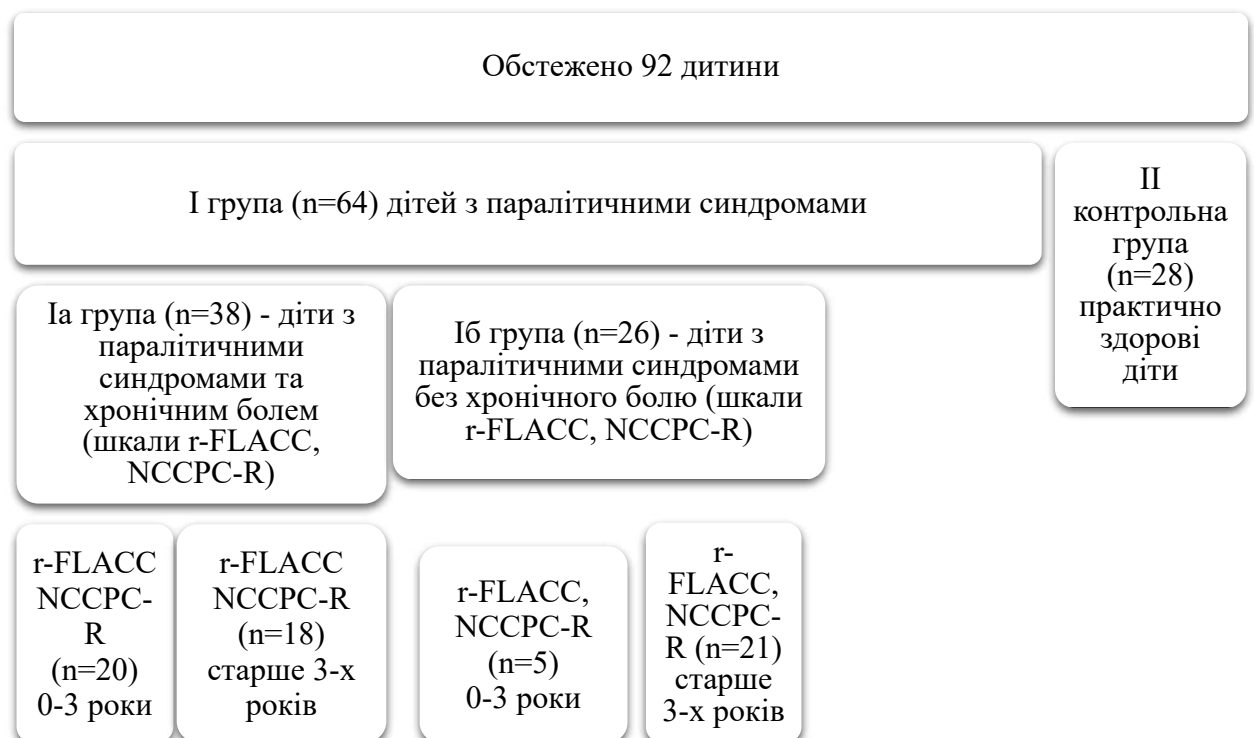 Обстежено 92 дитини
І група (n=64) дітей з паралітичними синдромами
ІІ
контрольна
група
(n=28)
практично
здорові
діти
Іа група (n=38) - діти з
паралітичними
синдромами та
хронічним болем
(шкали r-FLACC,
NCCPC-R)
Іб група (n=26) - діти з
паралітичними синдромами
без хронічного болю (шкали
r-FLACC, NCCPC-R)
r-FLACC
NCCPC-
R
(n=20)
0-3 роки
r-FLACC
NCCPC-R
(n=18)
старше 3-х
років
r-FLACC,
NCCPC-R
(n=5)
0-3 роки
r-
FLACC,
NCCPC-
R (n=21)
старше
3-х років